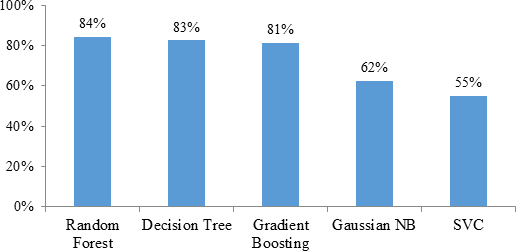 100%
80%
60%
40%
20%
0%
84%
83%
81%
62%
55%
Random
Forest
Decision Tree
Gradient
Boosting
Gaussian NB
SVC